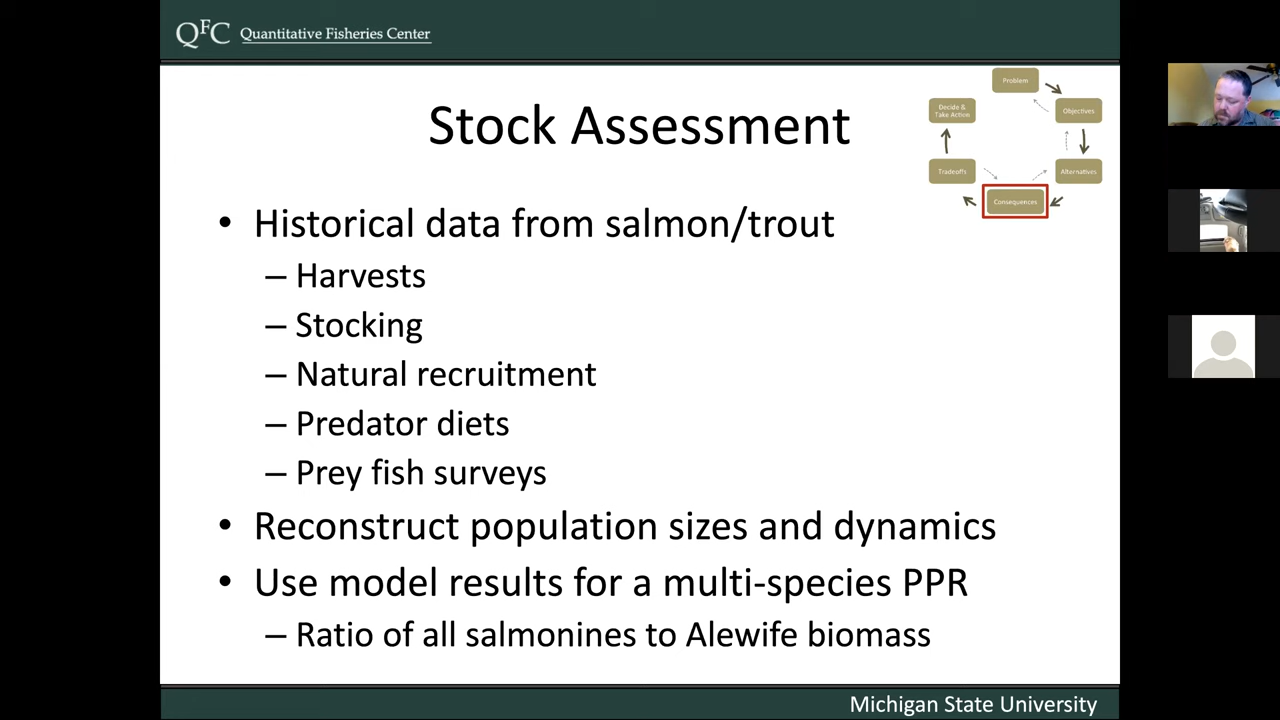 QFC Quantitative Fisheries Center
Stock Assessment
Problem
Objectives
Alternatives
Consequences
Tradeoffs
Decide &
Take Action
• Historical data from salmon/trout
– Harvests
– Stocking
– Natural recruitment
– Predator diets
– Prey fish surveys
• Reconstruct population sizes and dynamics
• Use model results for a multi-species PPR
– Ratio of all salmonines to Alewife biomass
Michigan State University